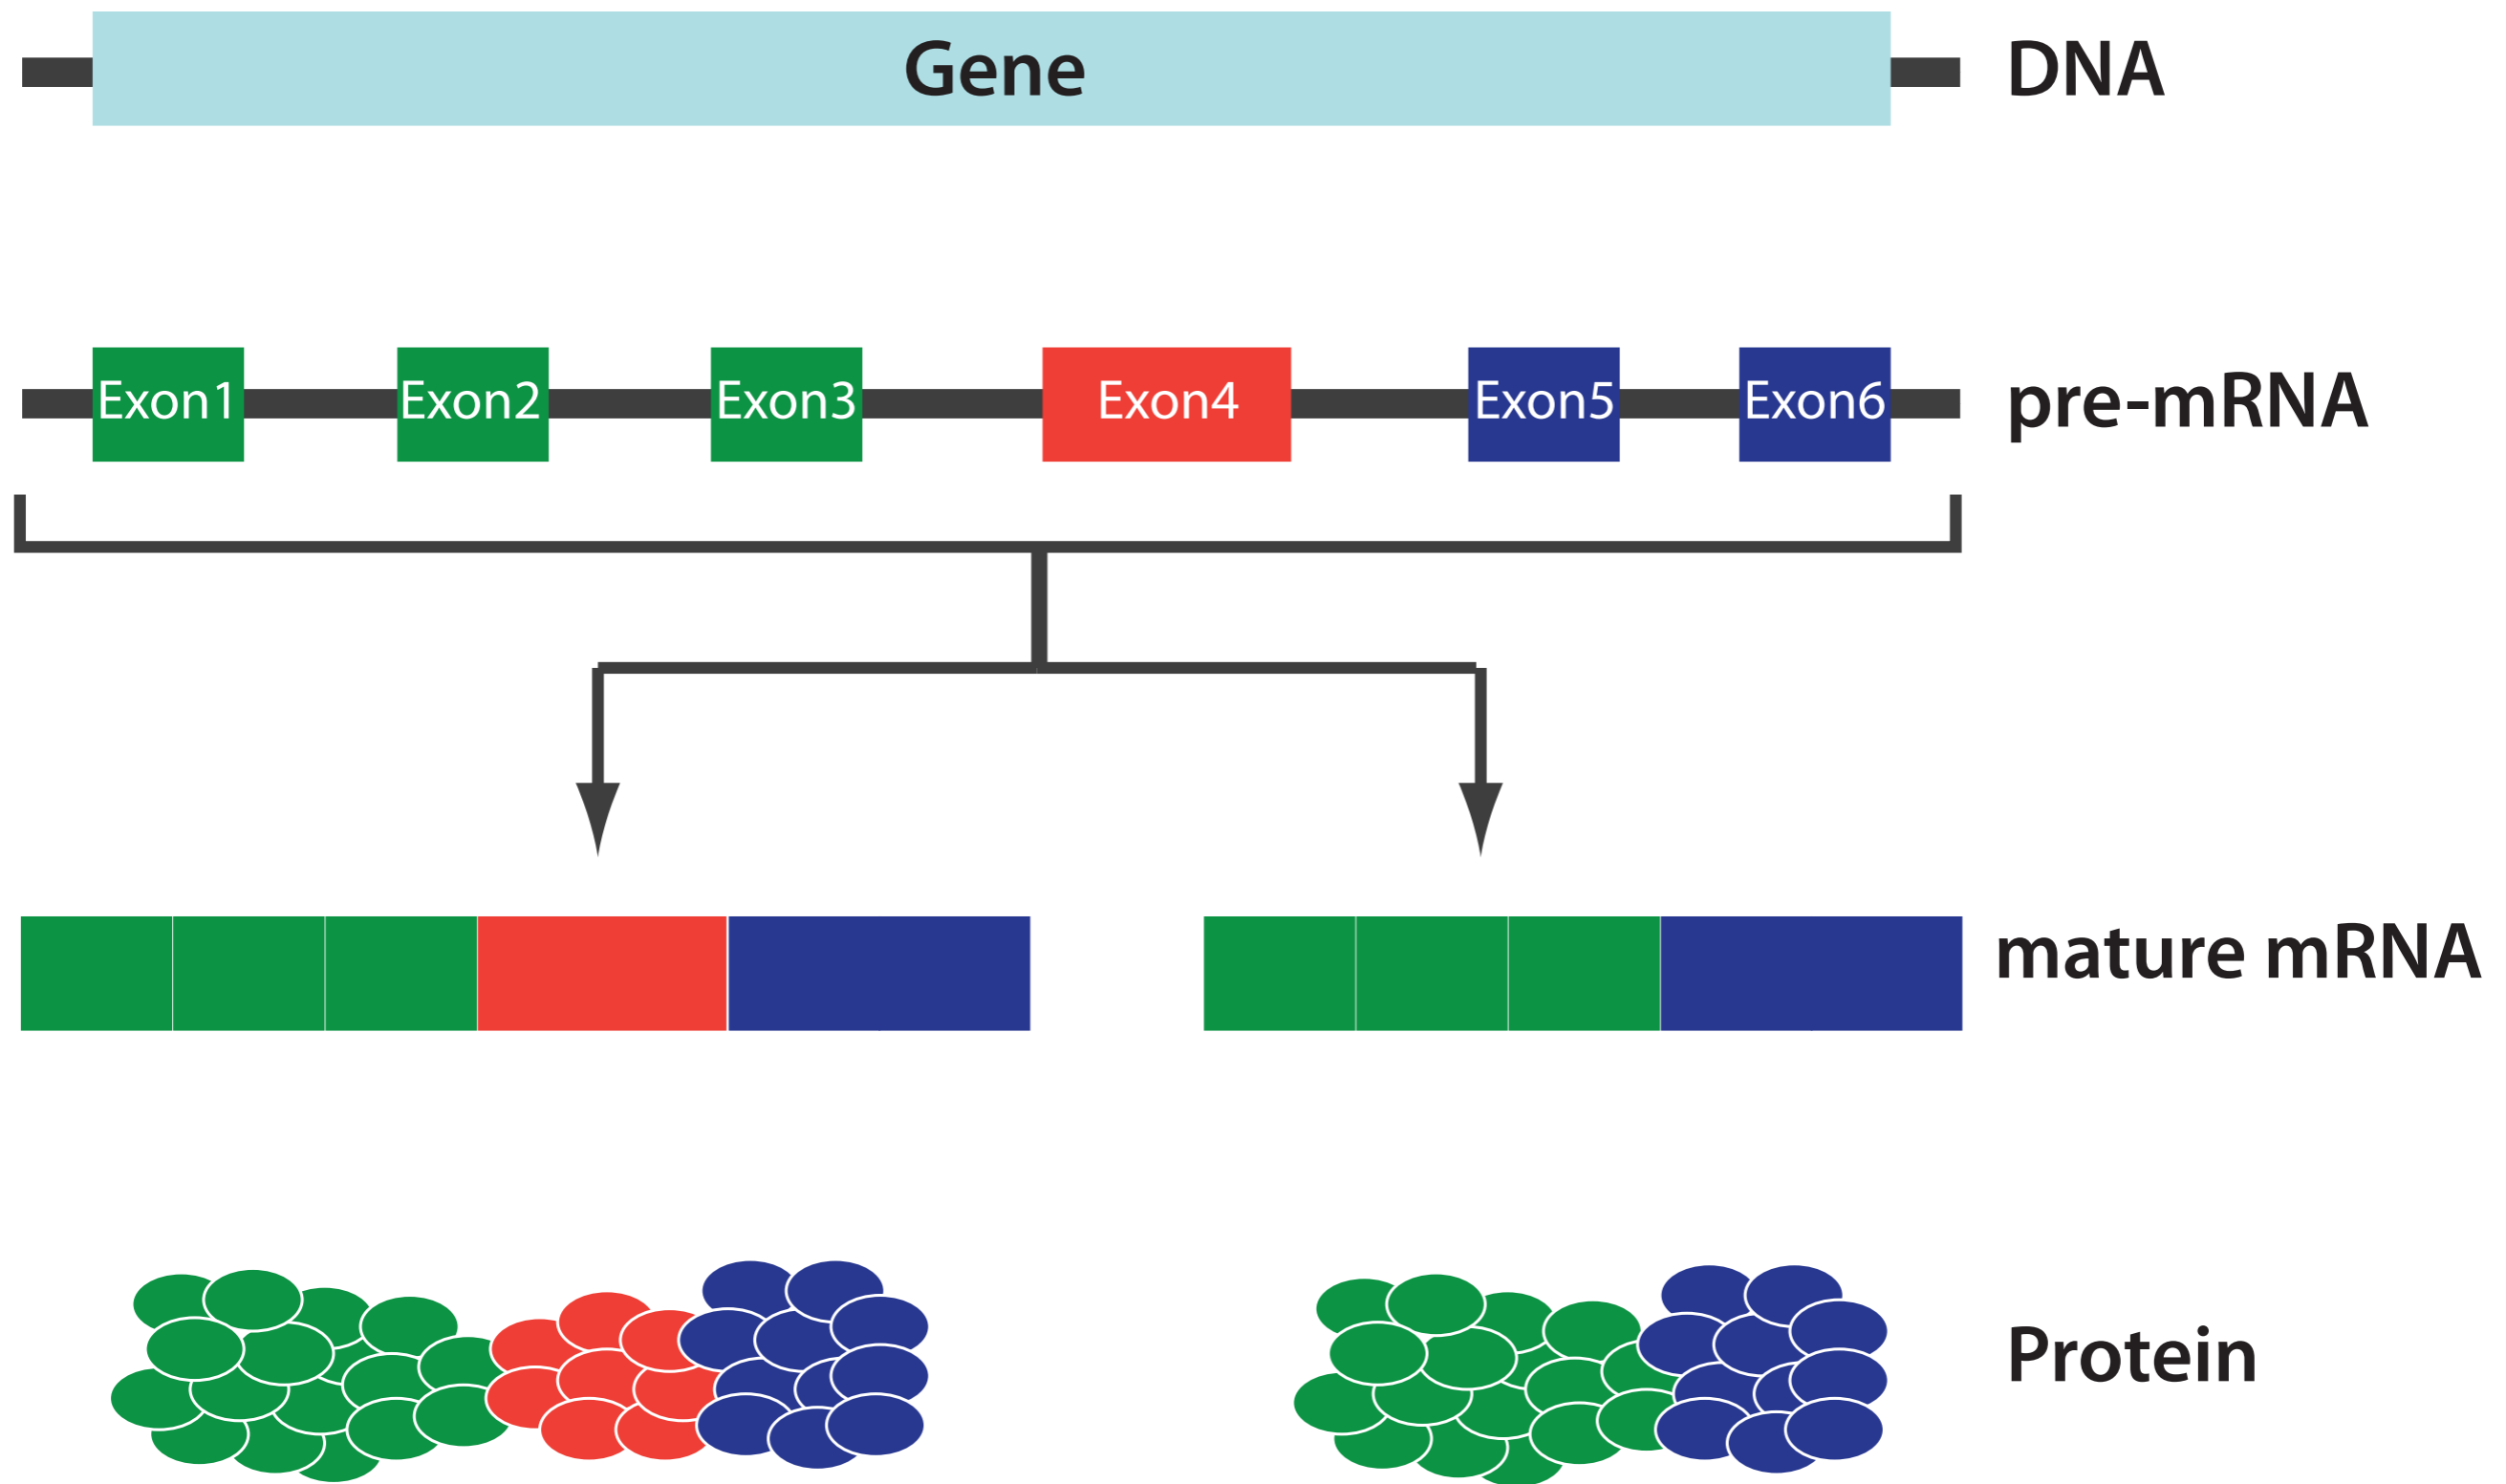 Gene
DNA
Exon1
Exon2
Exon3
Exon4
Exon5
Exon6
pre-mRNA
mature mRNA
Protein